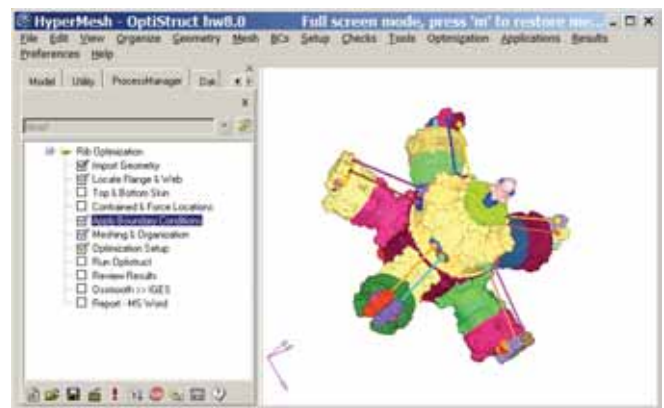 HyperMesh - OptiStruct hw8.0 Full screen mode, press 'm' to restore me...
File Edit View Organize Geometry Mesh BCs Setup Checks Tools Optimization Applications Results
Preferences Help
Model Utility ProcessManager
Rib Optimization
Import Geometry
Locate Flange & Web
Top & Bottom Skin
Contrained & Force Locations
Apply Boundary Conditions
Meshing & Organization
Optimization Setup
Run Optistruct
Review Results
Ossmooth >> IGES
Report - MS Word